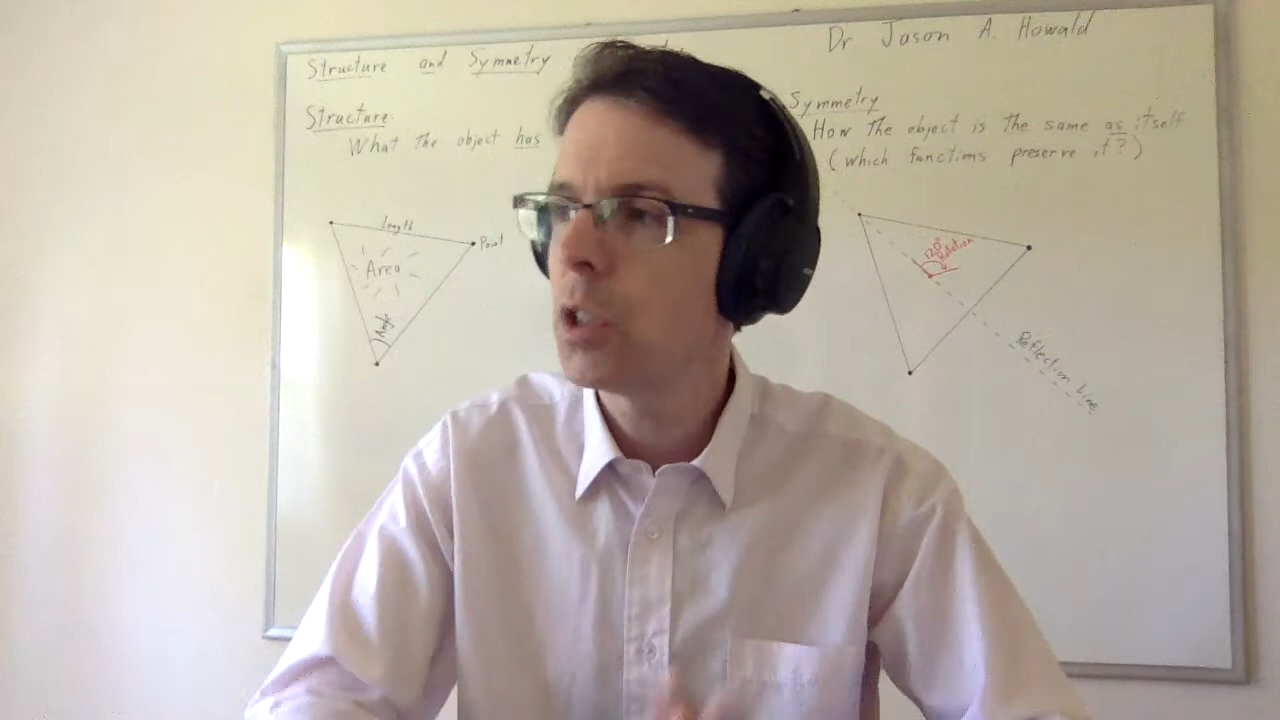 Structure and Symmetry
Dr Jason A. Howald
Structure:
What the object has
Length
Point
Area
Angle
Symmetry
How the object is the same as itself
(which functions preserve it?)
120° Rotation
Reflection Line